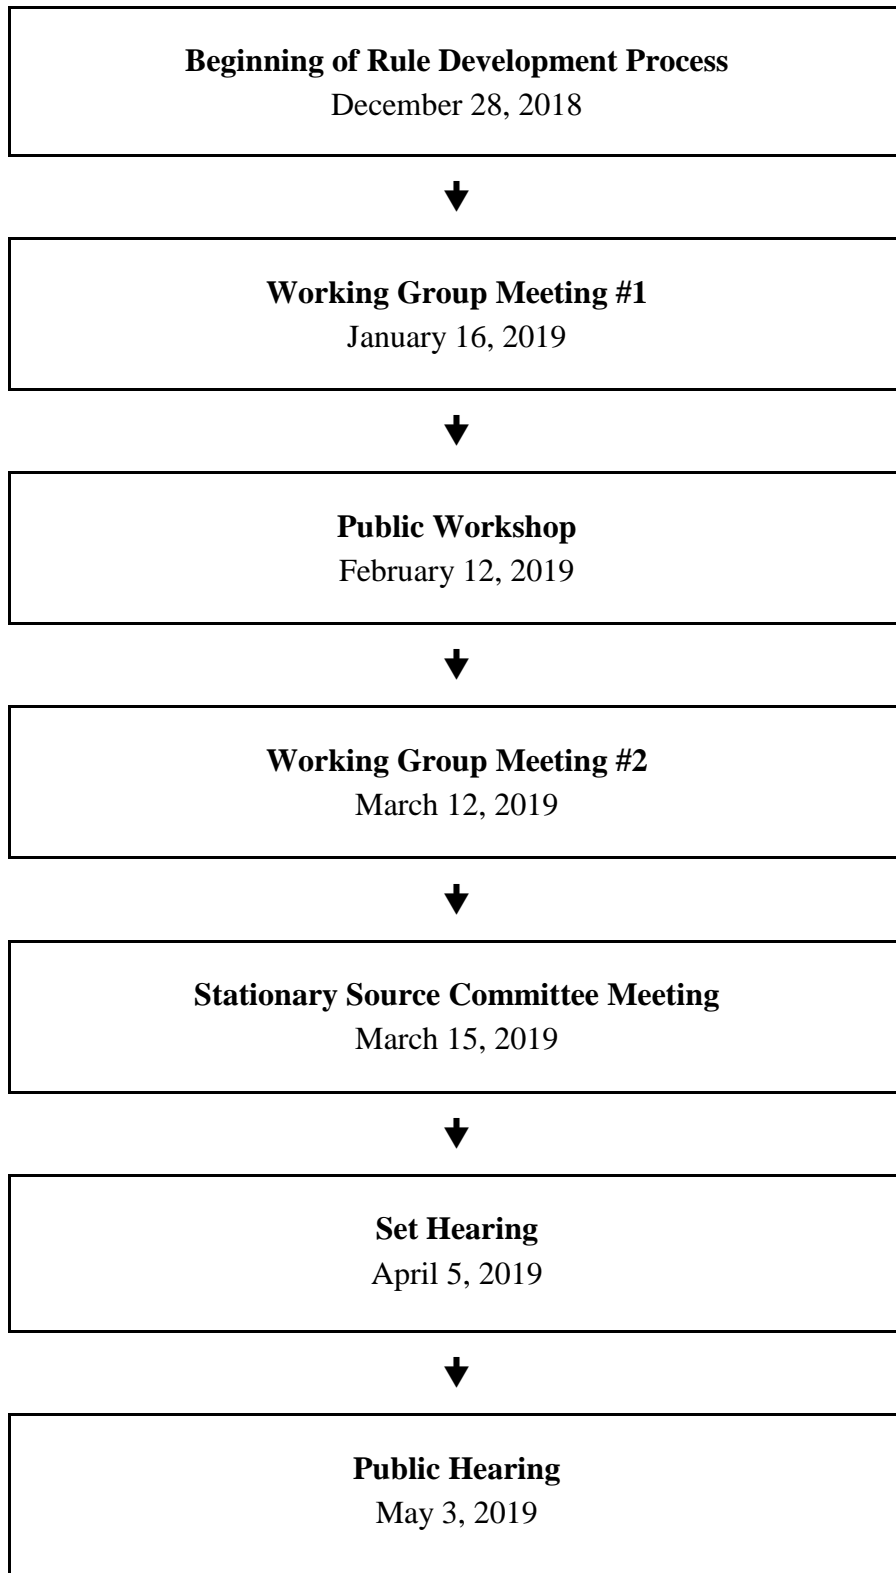 Beginning of Rule Development Process
December 28, 2018
Working Group Meeting #1
January 16, 2019
Public Workshop
February 12, 2019
Working Group Meeting #2
March 12, 2019
Stationary Source Committee Meeting
March 15, 2019
Set Hearing
April 5, 2019
Public Hearing
May 3, 2019